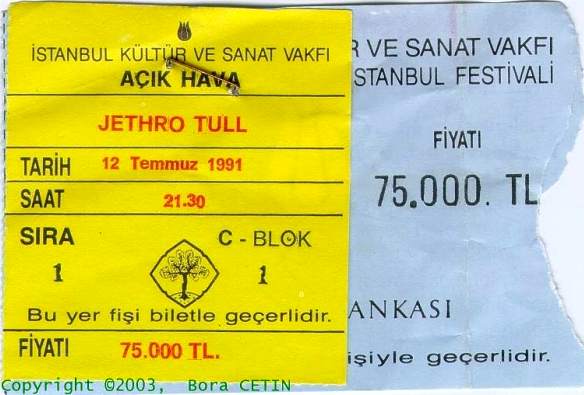 İSTANBUL KÜLTÜR VE SANAT VAKFI
AÇIK HAVA
JETHRO TULL
TARİH 12 Temmuz 1991
SAAT 21.30
SIRA C - BLOK
1 1
Bu yer fişi biletle geçerlidir.
FİYATI 75.000 TL.
R VE SANAT VAKFI
STANBUL FESTİVALİ
FİYATI
75.000. TL
ANKASI
işiyle geçerlidir.
Copyright ©2003, Bora CETIN